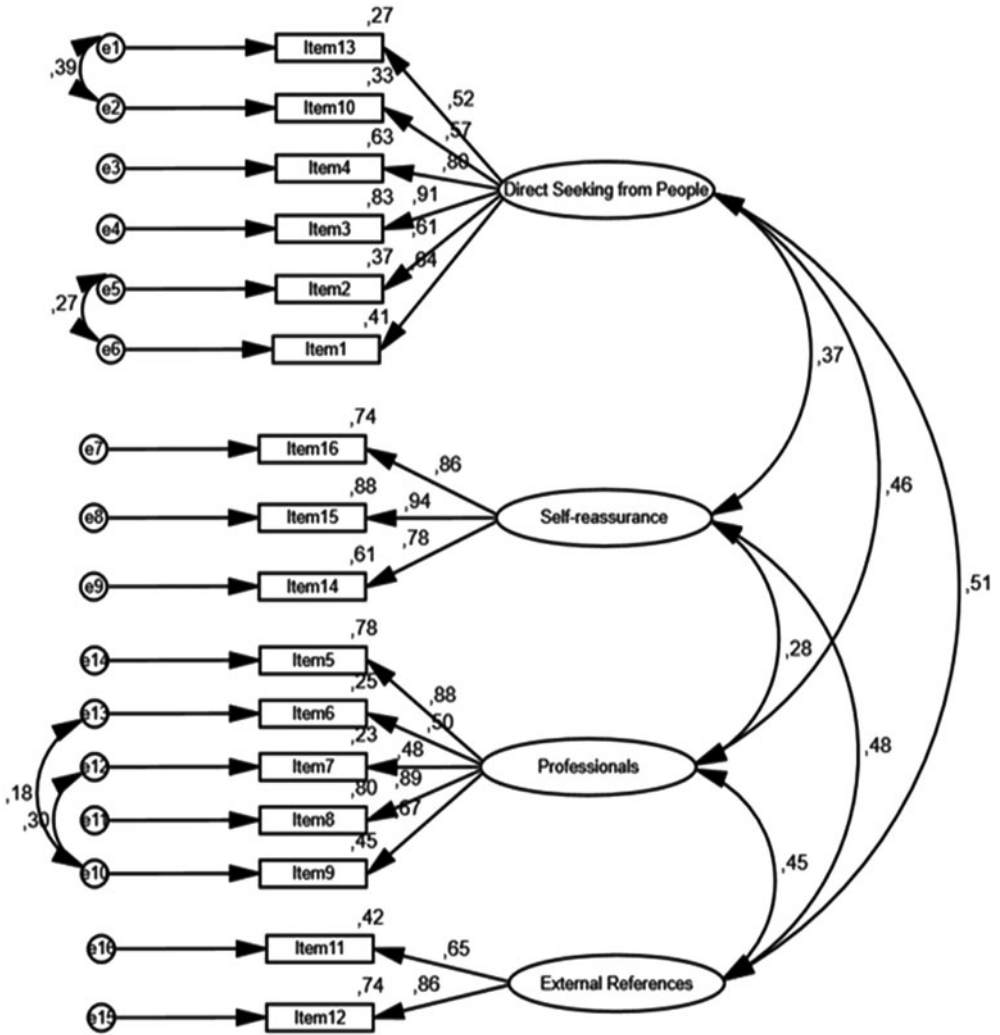 ,27
e1
Item13
,39
,52
,33
e2
Item10
,57
,63
e3
Item4
,80
Direct Seeking from People
,83
,91
e4
Item3
,61
,37
e5
Item2
,27
,41
e6
Item1
,37
,74
e7
Item16
,86
,46
,88
e8
Item15
,94
Self-reassurance
,78
,61
e9
Item14
,51
,78
e14
Item5
,28
,25
,88
e13
Item6
,50
,23
,48
e12
Item7
Professionals
,48
,89
,80
,18
,30
e11
Item8
,67
,45
e10
Item9
,45
,42
e16
Item11
,65
External References
,74
,86
e15
Item12